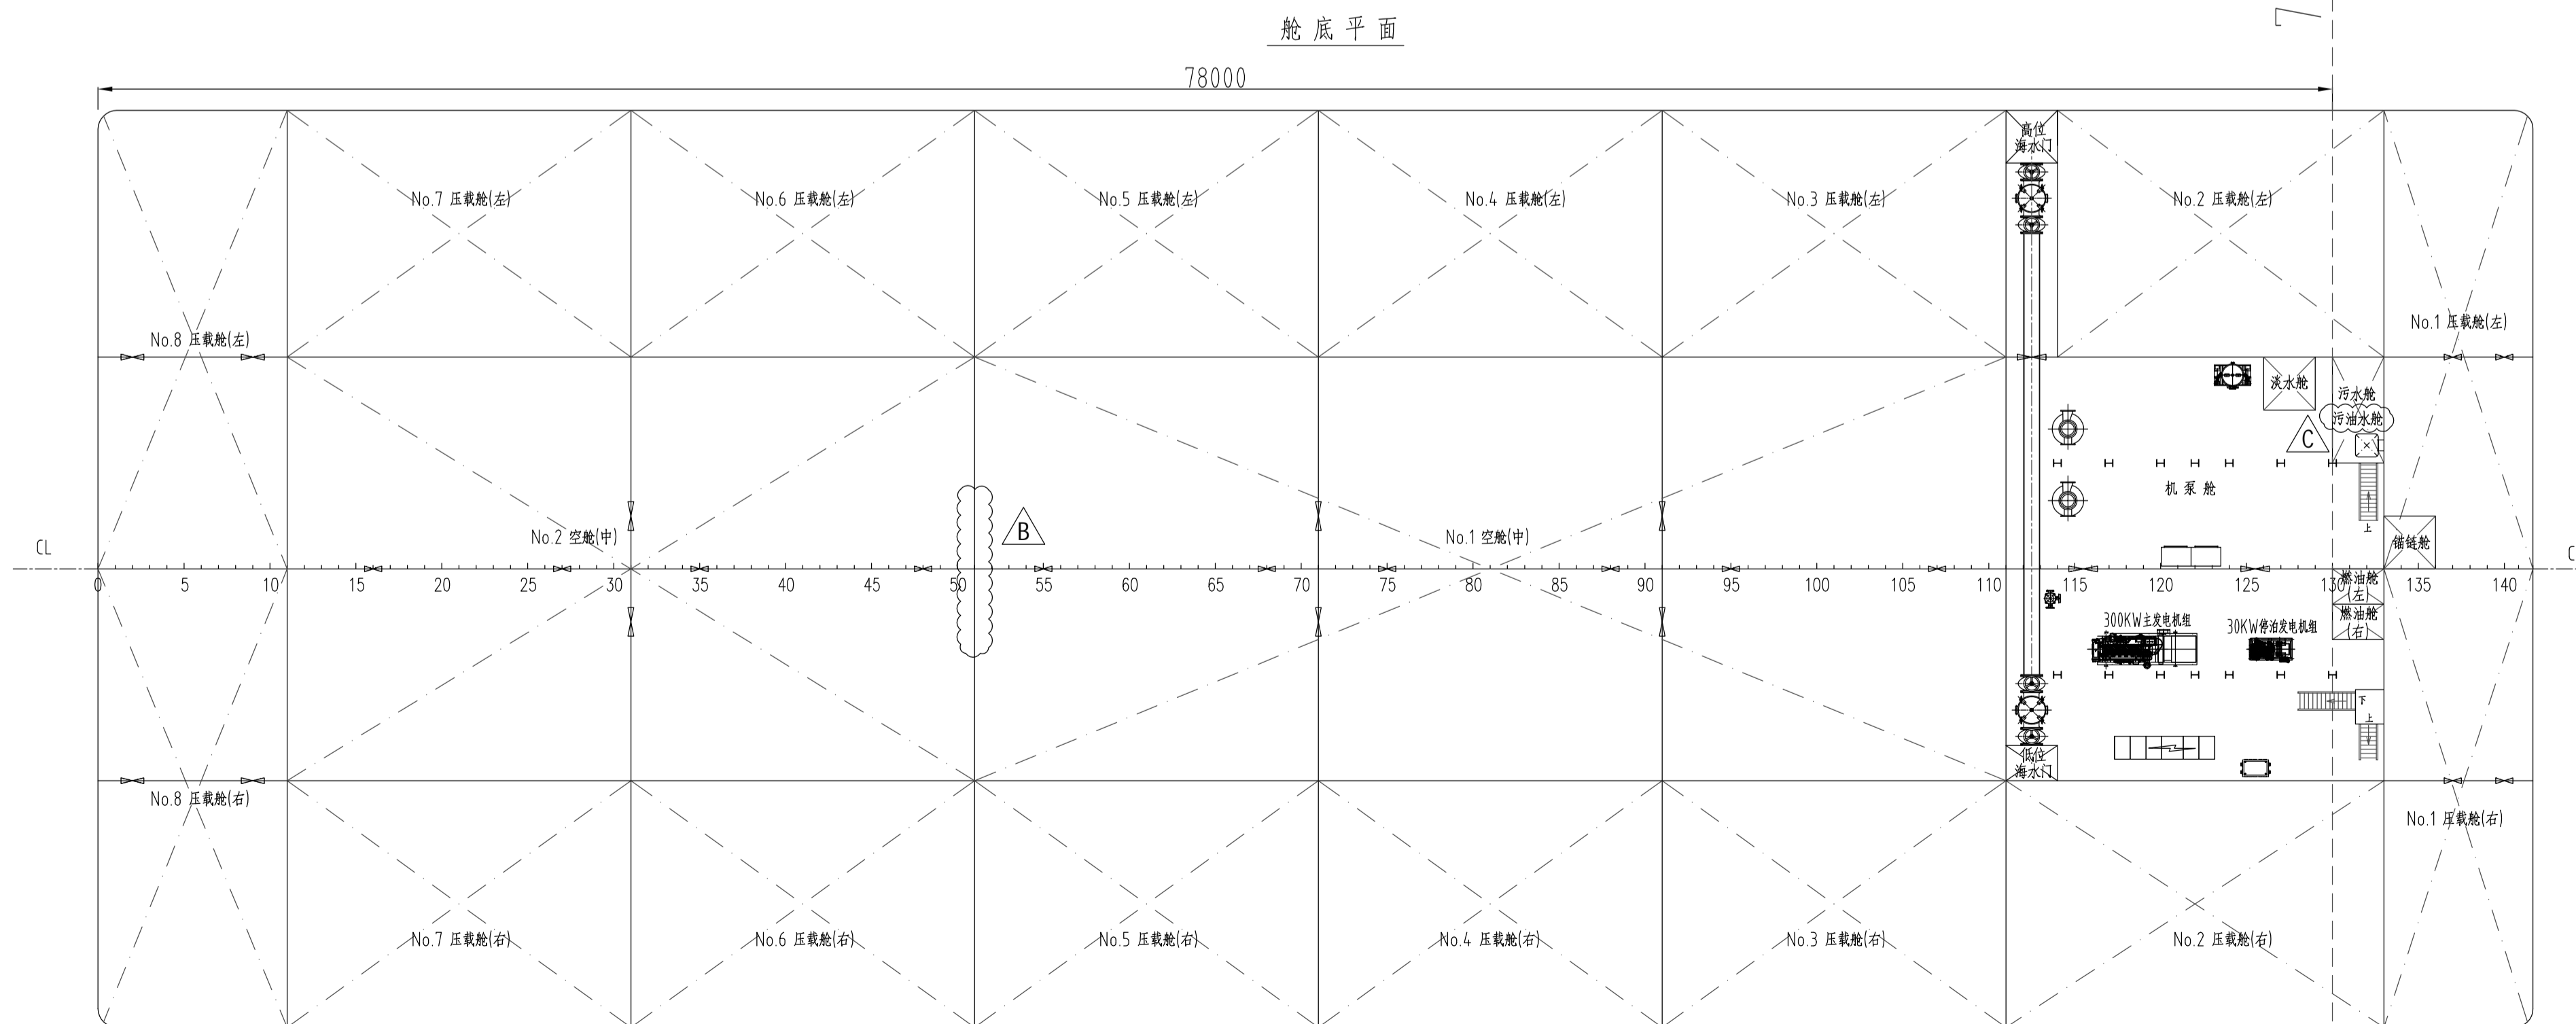 舱底平面
78000
高位
海水门
No.7 压载舱(左)
No.6 压载舱(左)
No.5 压载舱(左)
No.4 压载舱(左)
No.3 压载舱(左)
No.2 压载舱(左)
No.8 压载舱(左)
No.1 压载舱(左)
淡水舱
污水舱
污油水舱
C
机泵舱
上
B
No.2 空舱(中)
No.1 空舱(中)
锚链舱
CL
0 5 10 15 20 25 30 35 40 45 50 55 60 65 70 75 80 85 90 95 100 105 110 115 120 125 130 135 140
燃油舱
(左)
燃油舱
(右)
300KW主发电机组
30KW停泊发电机组
下
上
低位
海水门
No.8 压载舱(右)
No.1 压载舱(右)
No.7 压载舱(右)
No.6 压载舱(右)
No.5 压载舱(右)
No.4 压载舱(右)
No.3 压载舱(右)
No.2 压载舱(右)